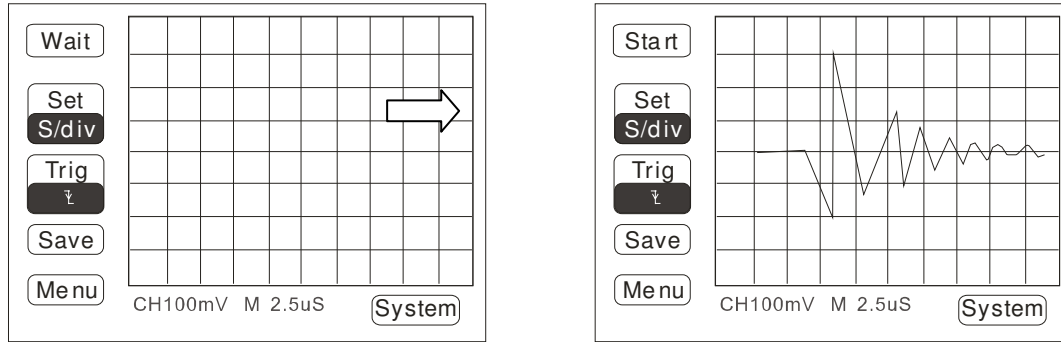 Wait
Set
S/div
Trig
Save
Menu
CH100mV M 2.5uS
System
Start
Set
S/div
Trig
Save
Menu
CH100mV M 2.5uS
System